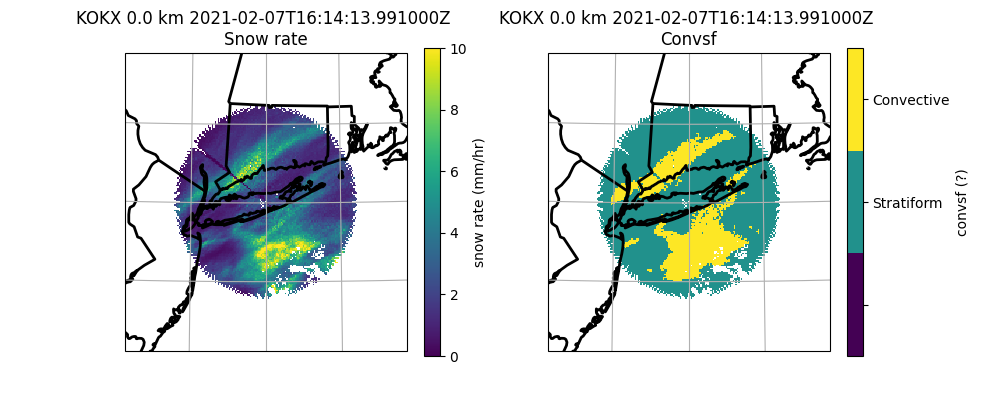 KOKX 0.0 km 2021-02-07T16:14:13.991000Z
Snow rate
10
8
6
4
2
0
snow rate (mm/hr)
KOKX 0.0 km 2021-02-07T16:14:13.991000Z
Convsf
Convective
Stratiform
convsf (?)